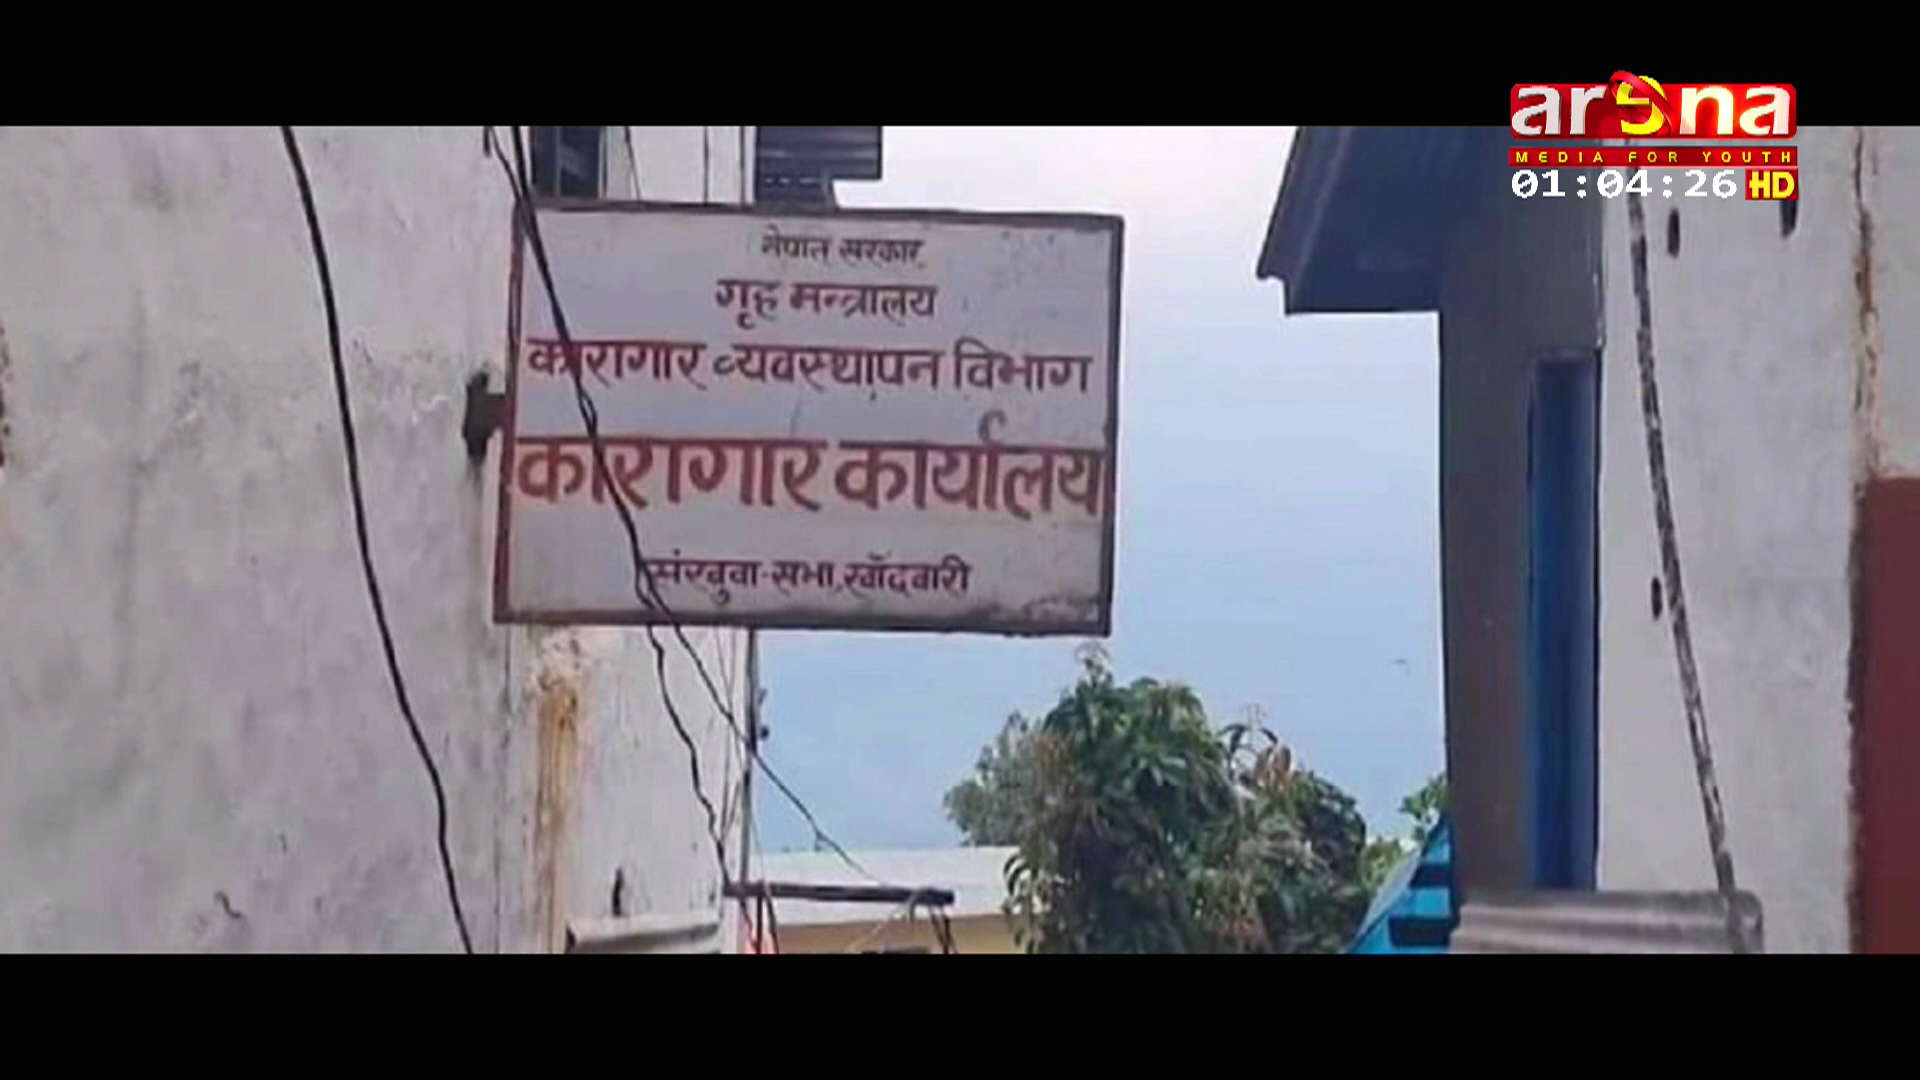 arena
MEDIA FOR YOUTH
01:04:26 HD
नेपाल सरकार
गृह मन्त्रालय
कारागार व्यवस्थापन विभाग
कारागार कार्यालय
संखुवा-सभा, खाँदबारी